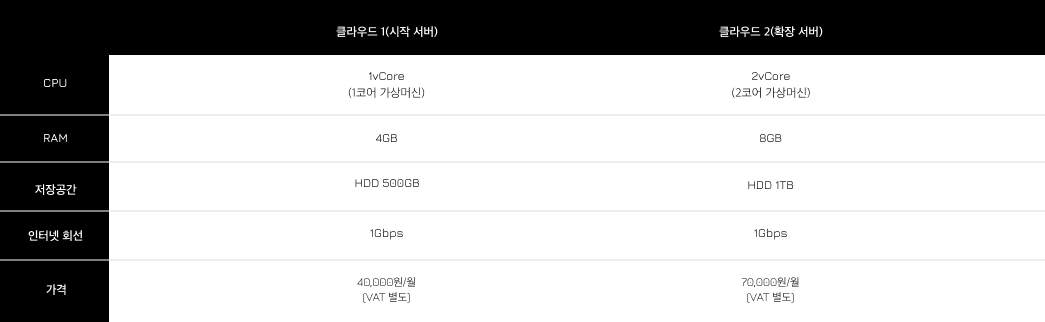 클라우드 1(시작 서버) 클라우드 2(확장 서버)
CPU 1vCore 2vCore
(1코어 가상머신) (2코어 가상머신)
RAM 4GB 8GB
저장공간 HDD 500GB HDD 1TB
인터넷 회선 1Gbps 1Gbps
가격 40,000원/월 70,000원/월
(VAT 별도) (VAT 별도)